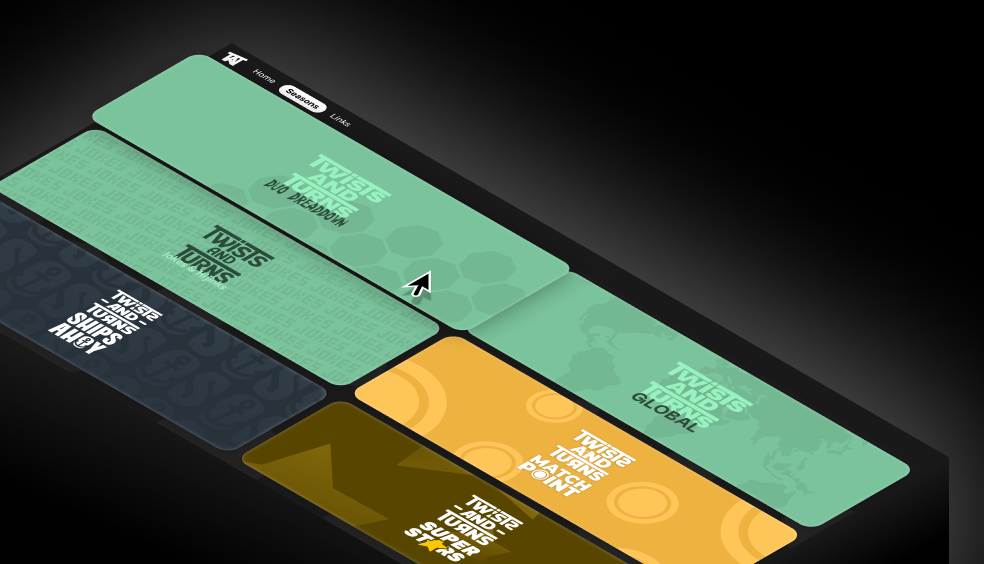 TAT
Home
Seasons
Links
TWISTS
AND
TURNS
DUO DREADDOWN
TWISTS
AND
TURNS
TWISTS
AND
TURNS
GLOBAL
TWISTS
-AND-
TURNS
SHIPS
AHOY
TWISTS
AND
TURNS
MATCH
POINT
TWISTS
-AND-
TURNS
SUPER
STARS